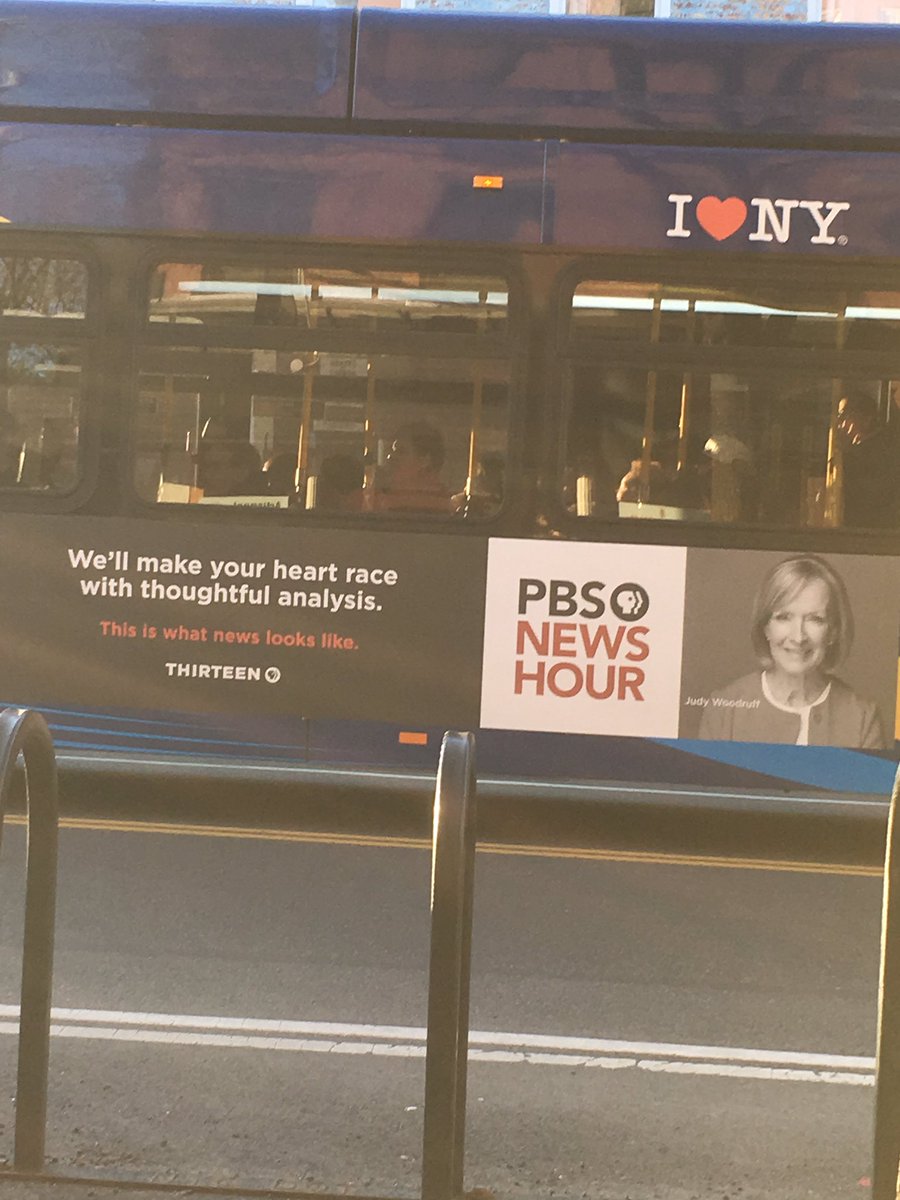 I ❤ NY®
We'll make your heart race
with thoughtful analysis.
This is what news looks like.
THIRTEEN
PBS
NEWS
HOUR
Judy Woodruff